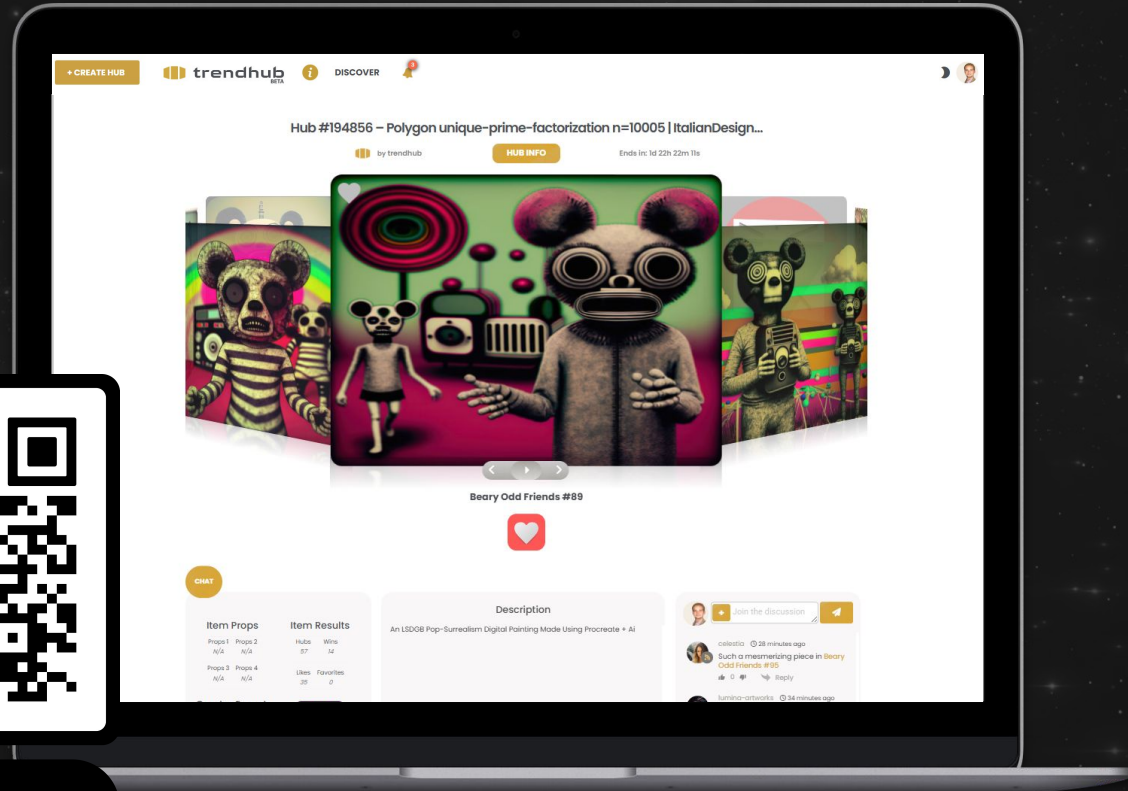 + CREATE HUB
trendhub
BETA
i
DISCOVER
3
Hub #194856 – Polygon unique-prime-factorization n=10005 | ItalianDesign...
by trendhub
HUB INFO
Ends in: 1d 22h 22m 11s
Beary Odd Friends #89
CHAT
Item Props
Props 1 Props 2
N/A N/A
Props 3 Props 4
N/A N/A
Item Results
Hubs Wins
57 14
Likes Favorites
28 0
Description
An LSDGB Pop-Surrealism Digital Painting Made Using Procreate + Ai
+ Join the discussion
celestia 28 minutes ago
Such a mesmerizing piece in Beary
Odd Friends #95
0 Reply
lumina-artworks 34 minutes ago